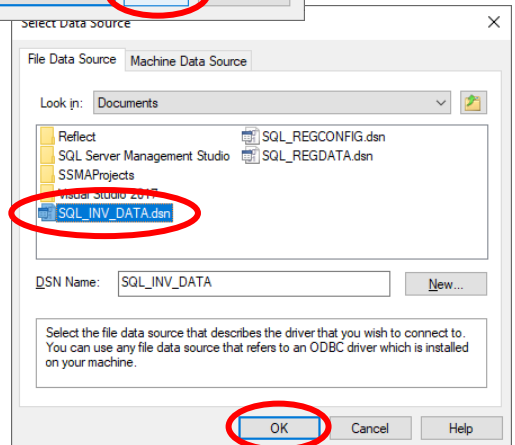 Select Data Source
File Data Source Machine Data Source
Look in: Documents
Reflect
SQL Server Management Studio
SSMAProjects
Visual Studio 2017
SQL_INV_DATA.dsn
SQL_REGCONFIG.dsn
SQL_REGDATA.dsn
DSN Name: SQL_INV_DATA New...
Select the file data source that describes the driver that you wish to connect to.
You can use any file data source that refers to an ODBC driver which is installed
on your machine.
OK Cancel Help